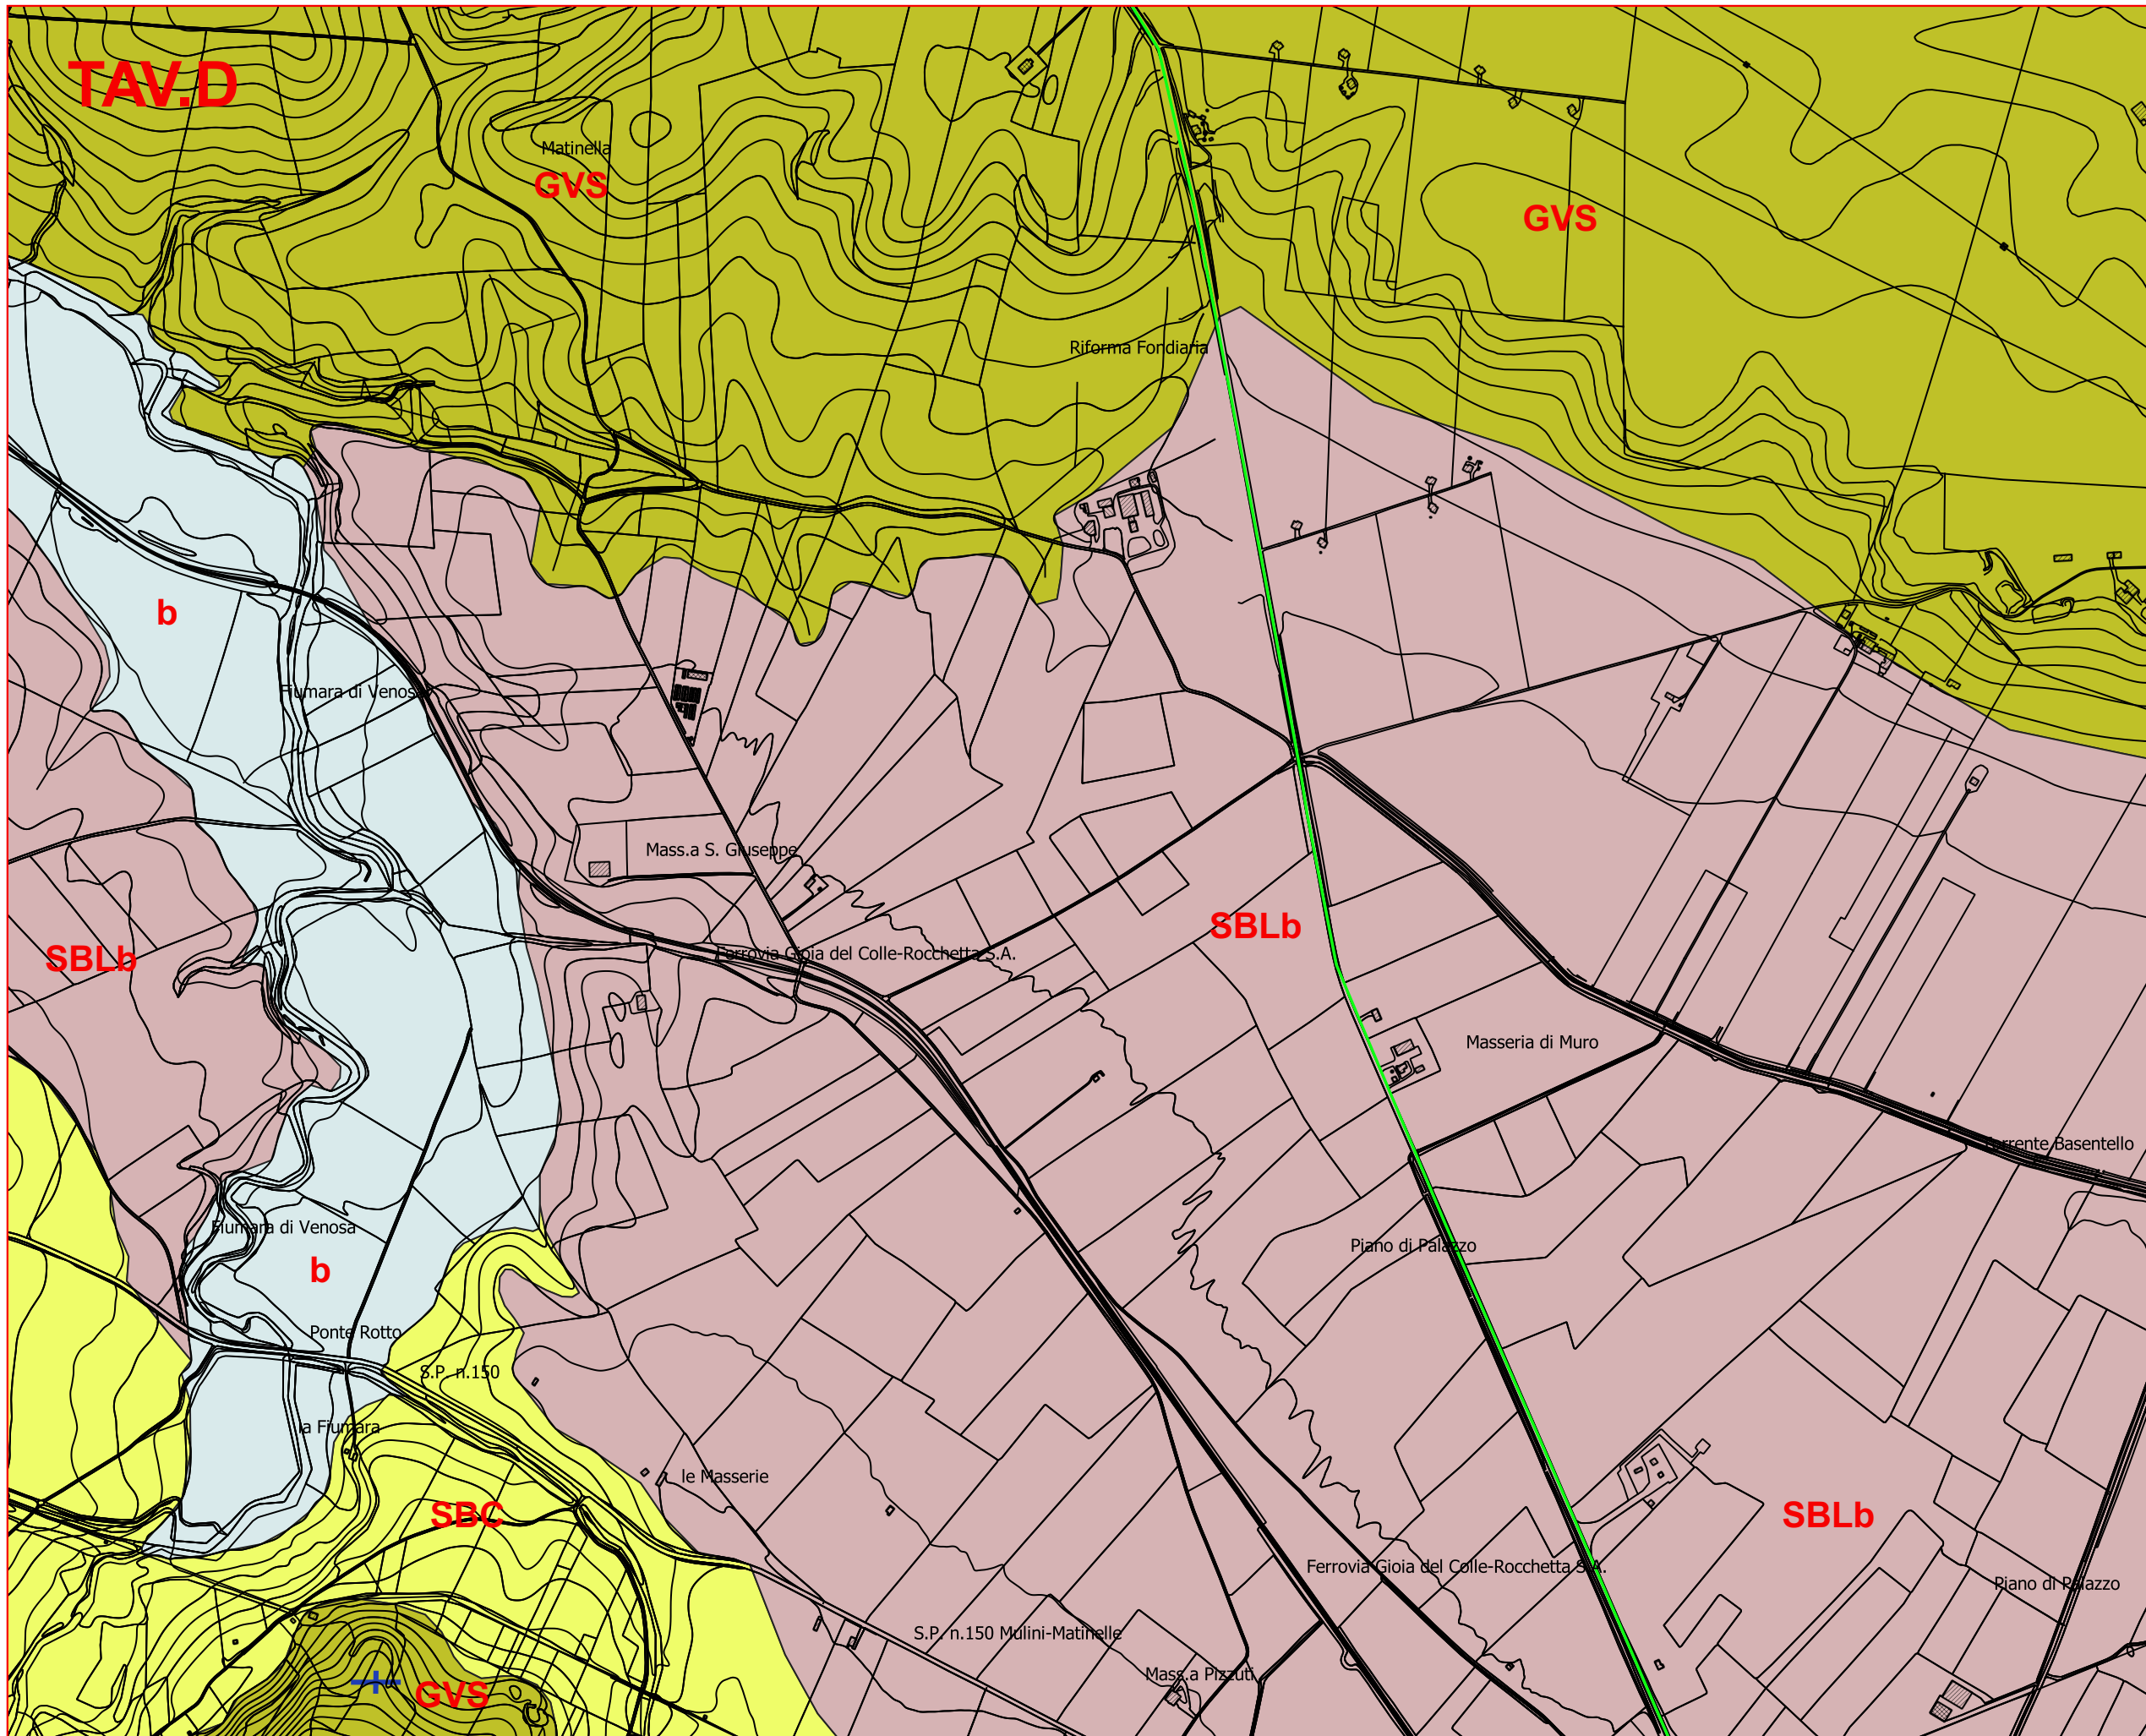 TAV.D
Matinella
GVS
GVS
Riforma Fondiaria
b
Fiumara di Venosa
Mass.a S. Giuseppe
SBLb
SBLb
Ferrovia Gioia del Colle-Rocchetta S.A.
Masseria di Muro
Torrente Basentello
Fiumara di Venosa
Piano di Palazzo
b
Ponte Rotto
S.P. n.150
la Fiumara
le Masserie
SBC
SBLb
Ferrovia Gioia del Colle-Rocchetta S.A.
Piano di Palazzo
S.P. n.150 Mulini-Matinelle
Mass.a Pizzuti
GVS